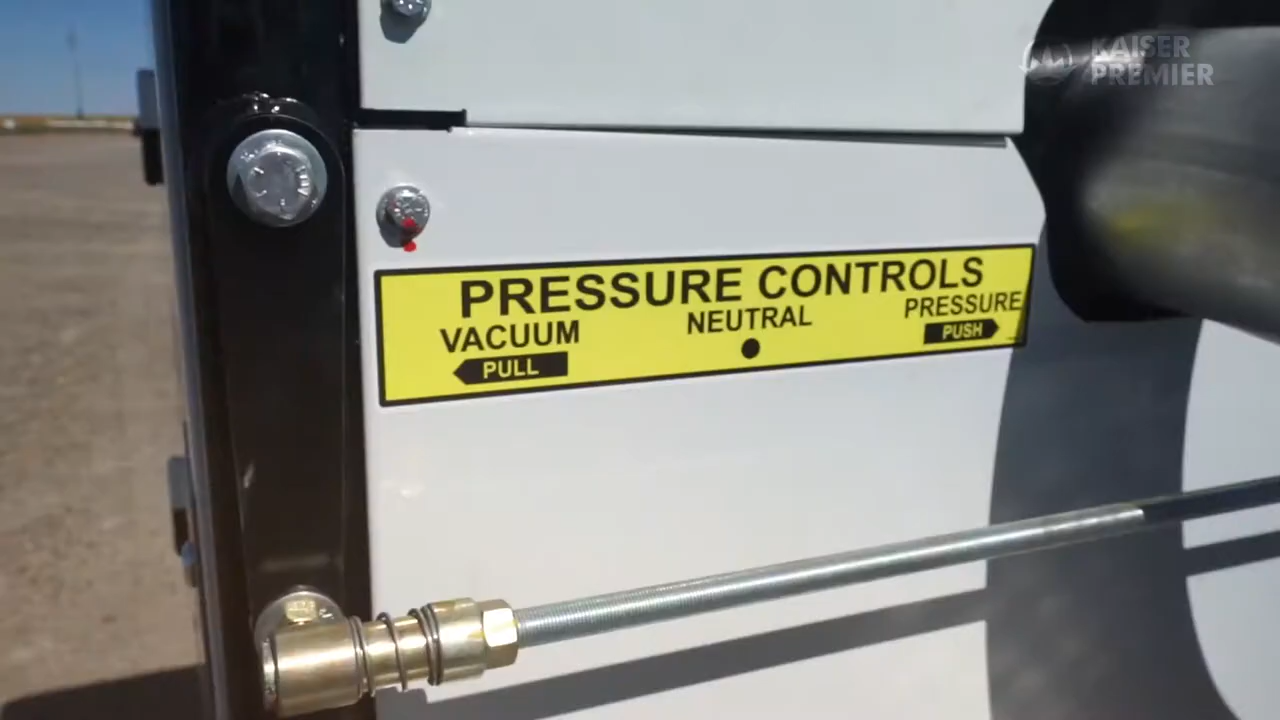 KAISER
PREMIER
PRESSURE CONTROLS
VACUUM NEUTRAL PRESSURE
PULL PUSH